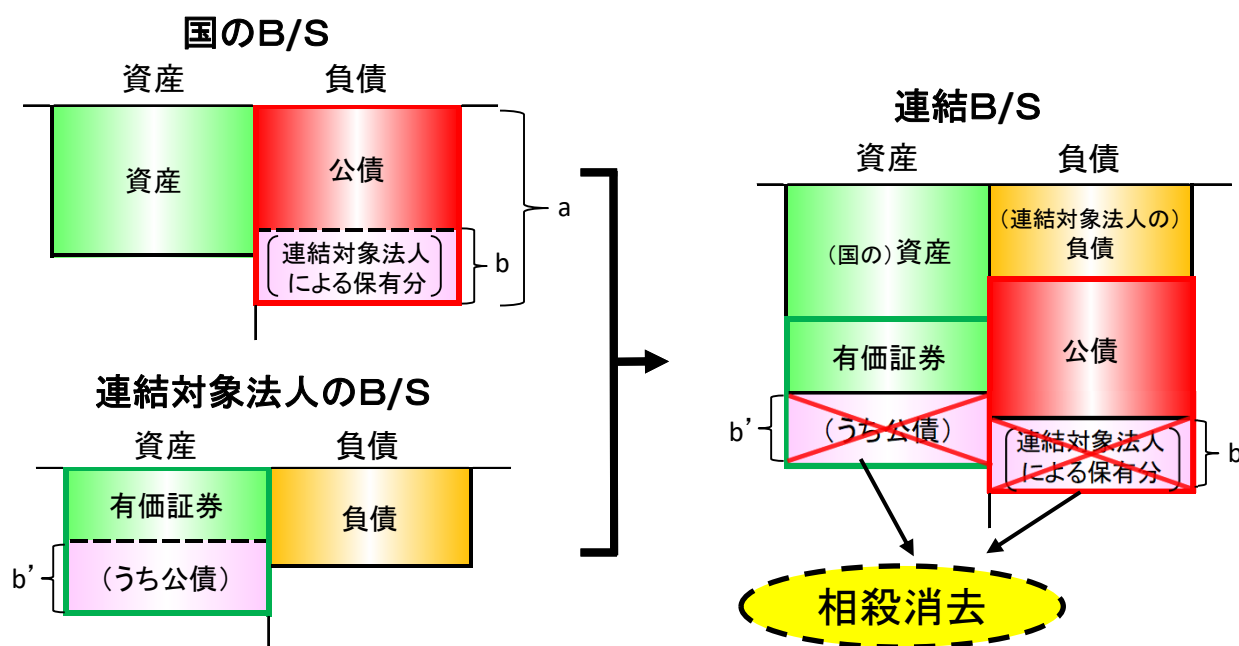 国のB/S
資産 負債
資産
公債
連結対象法人
による保有分
a
b
連結対象法人のB/S
資産 負債
有価証券
(うち公債)
負債
b’
連結B/S
資産 負債
(国の)資産
(連結対象法人の)
負債
有価証券
公債
(うち公債)
連結対象法人
による保有分
b’
b
相殺消去